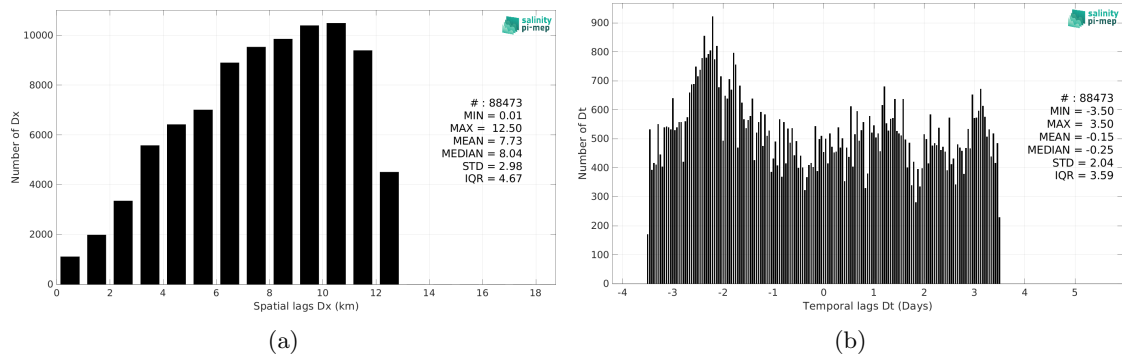 salinity
pi-mep
10000
8000
6000
4000
2000
0
Number of Dx
# : 88473
MIN = 0.01
MAX = 12.50
MEAN = 7.73
MEDIAN = 8.04
STD = 2.98
IQR = 4.67
0 2 4 6 8 10 12 14 16 18
Spatial lags Dx (km)
(a)
salinity
pi-mep
900
800
700
600
500
400
300
200
100
0
Number of Dt
# : 88473
MIN = -3.50
MAX = 3.50
MEAN = -0.15
MEDIAN = -0.25
STD = 2.04
IQR = 3.59
-4 -3 -2 -1 0 1 2 3 4 5
Temporal lags Dt (Days)
(b)